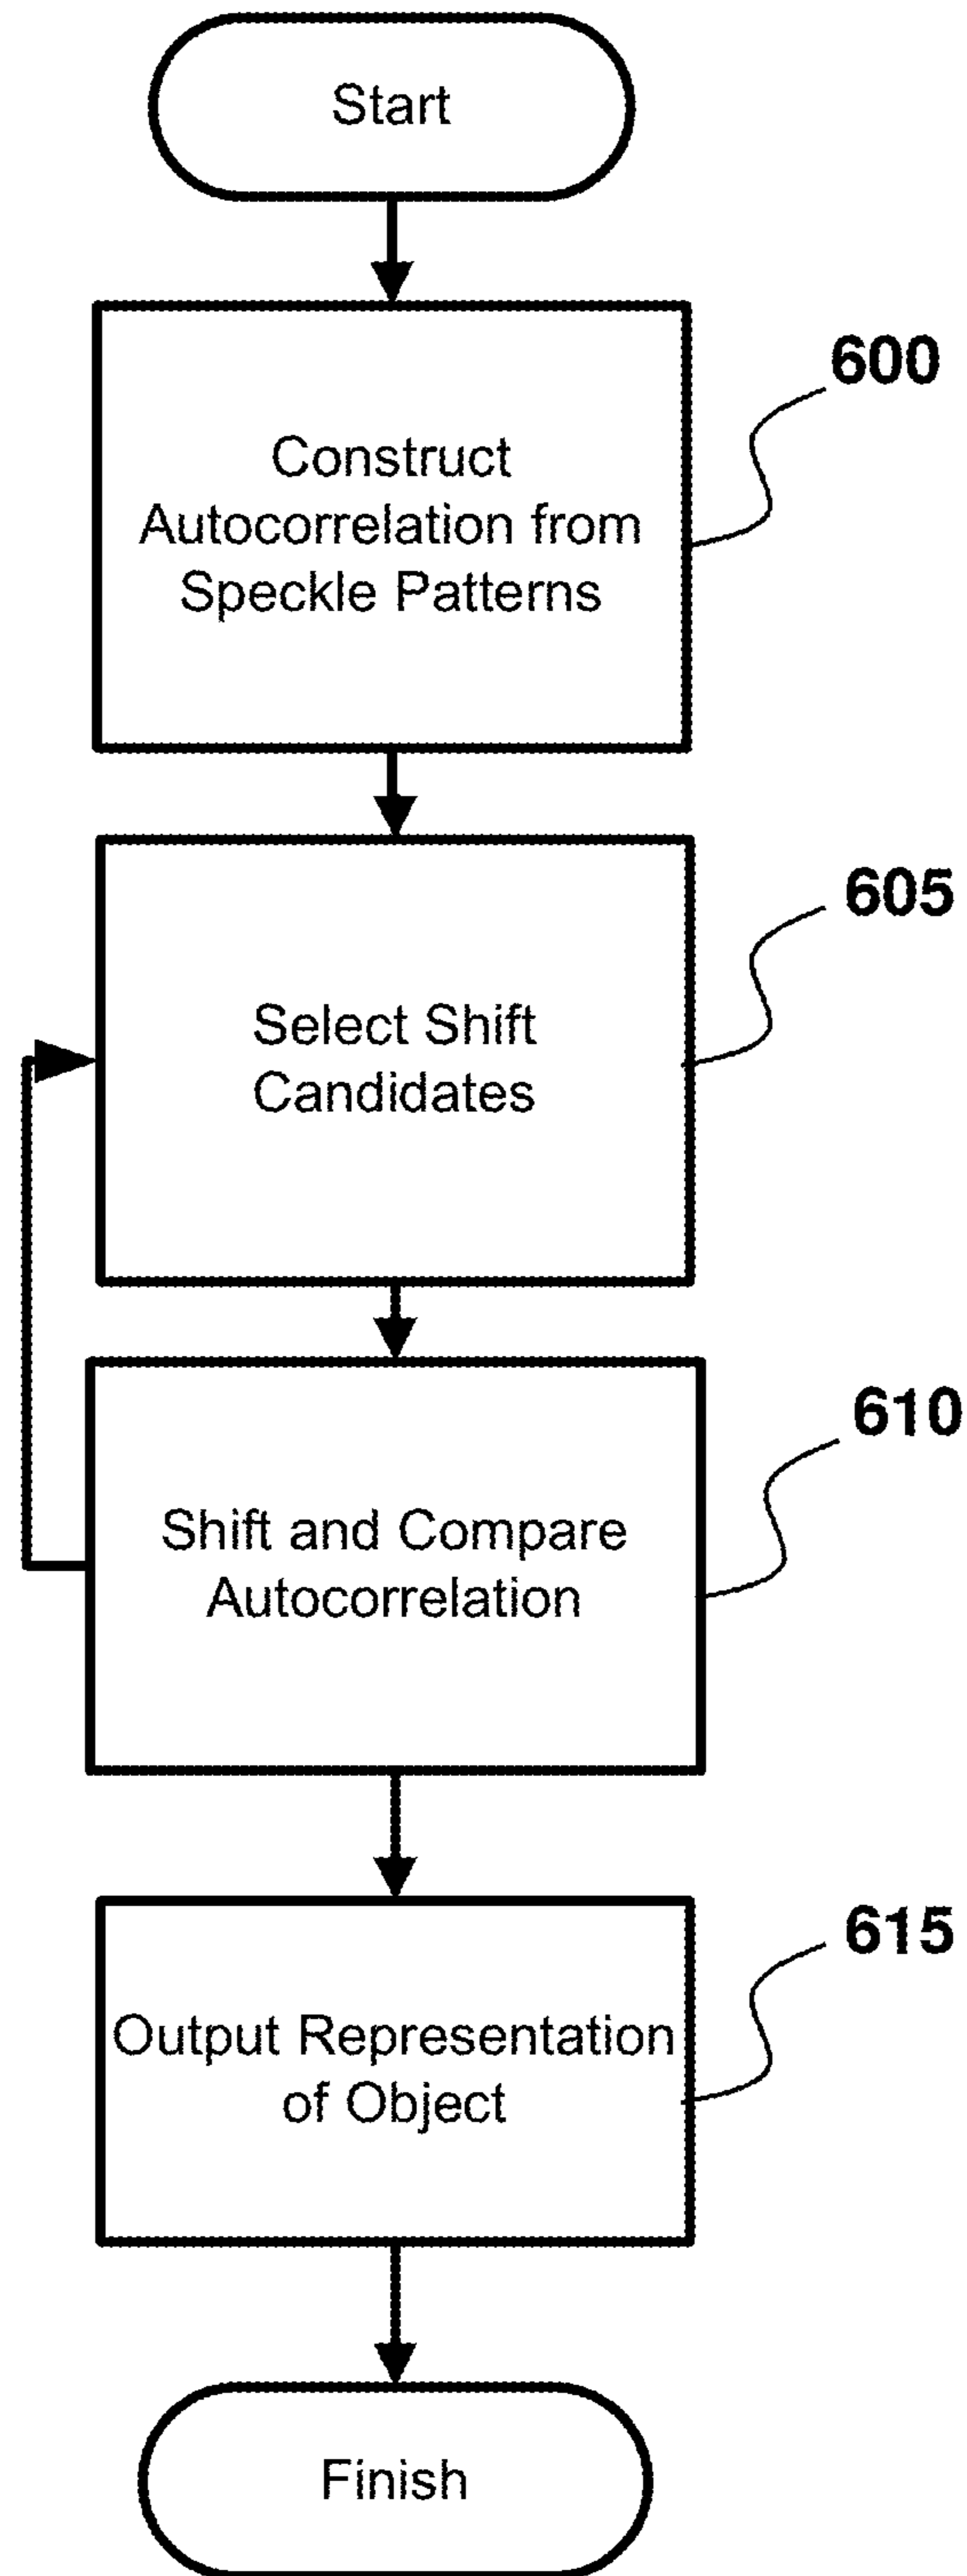 Start
600
Construct
Autocorrelation from
Speckle Patterns
605
Select Shift
Candidates
610
Shift and Compare
Autocorrelation
615
Output Representation
of Object
Finish